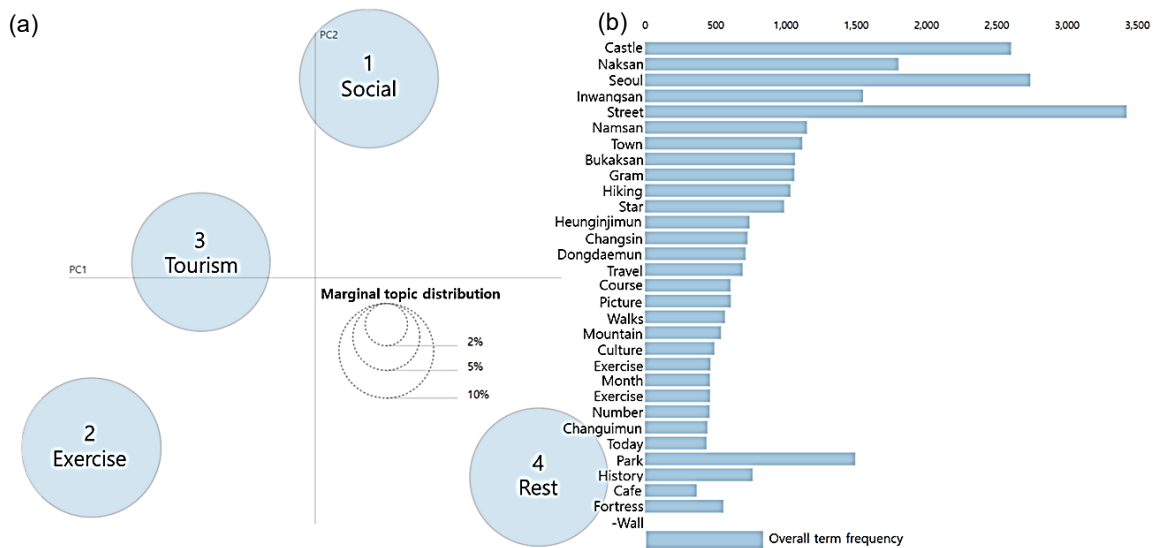 (a)
PC2
1
Social
3
Tourism
PC1
Marginal topic distribution
2%
5%
10%
2
Exercise
4
Rest
(b)
0 500 1,000 1,500 2,000 2,500 3,000 3,500
Castle
Naksan
Seoul
Inwangsan
Street
Namsan
Town
Bukaksan
Gram
Hiking
Star
Heunginjimun
Changsin
Dongdaemun
Travel
Course
Picture
Walks
Mountain
Culture
Exercise
Month
Exercise
Number
Changuimun
Today
Park
History
Cafe
Fortress
-Wall
Overall term frequency